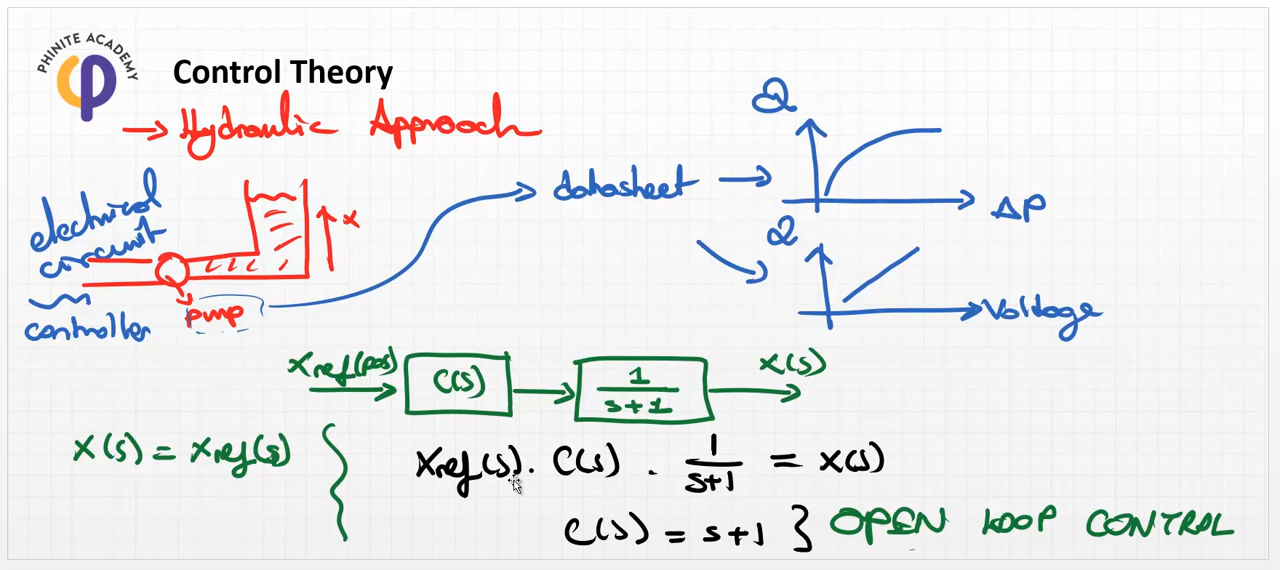 PHINITE ACADEMY
Control Theory
→ Hydraulic Approach
electrical
circuit
controller
pump
x
datasheet
Q
ΔP
Q
Voltage
Xref(pos)
C(s)
1
s+1
X(s)
X(s) = Xref(s)
Xref(s) . C(s) . 1/s+1 = X(s)
C(s) = s+1 } OPEN LOOP CONTROL